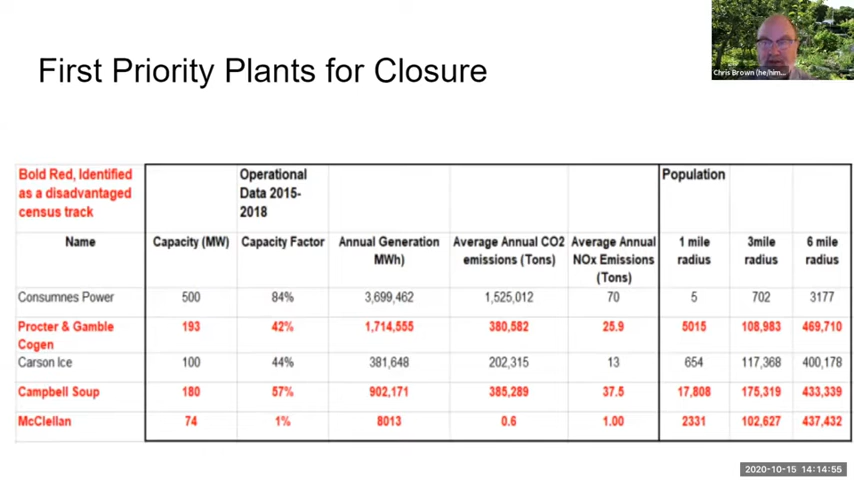 First Priority Plants for Closure
Chris Brown (he/him...
Bold Red, Identified as a disadvantaged census track
Operational Data 2015-2018
Population
Name Capacity (MW) Capacity Factor Annual Generation MWh) Average Annual CO2 emissions (Tons) Average Annual NOx Emissions (Tons) 1 mile radius 3mile radius 6 mile radius
Consumnes Power 500 84% 3,699,462 1,525,012 70 5 702 3177
Procter & Gamble Cogen 193 42% 1,714,555 380,582 25.9 5015 108,983 469,710
Carson Ice 100 44% 381,648 202,315 13 654 117,368 400,178
Campbell Soup 180 57% 902,171 385,289 37.5 17,808 175,319 433,339
McClellan 74 1% 8013 0.6 1.00 2331 102,627 437,432
2020-10-15 14:14:55